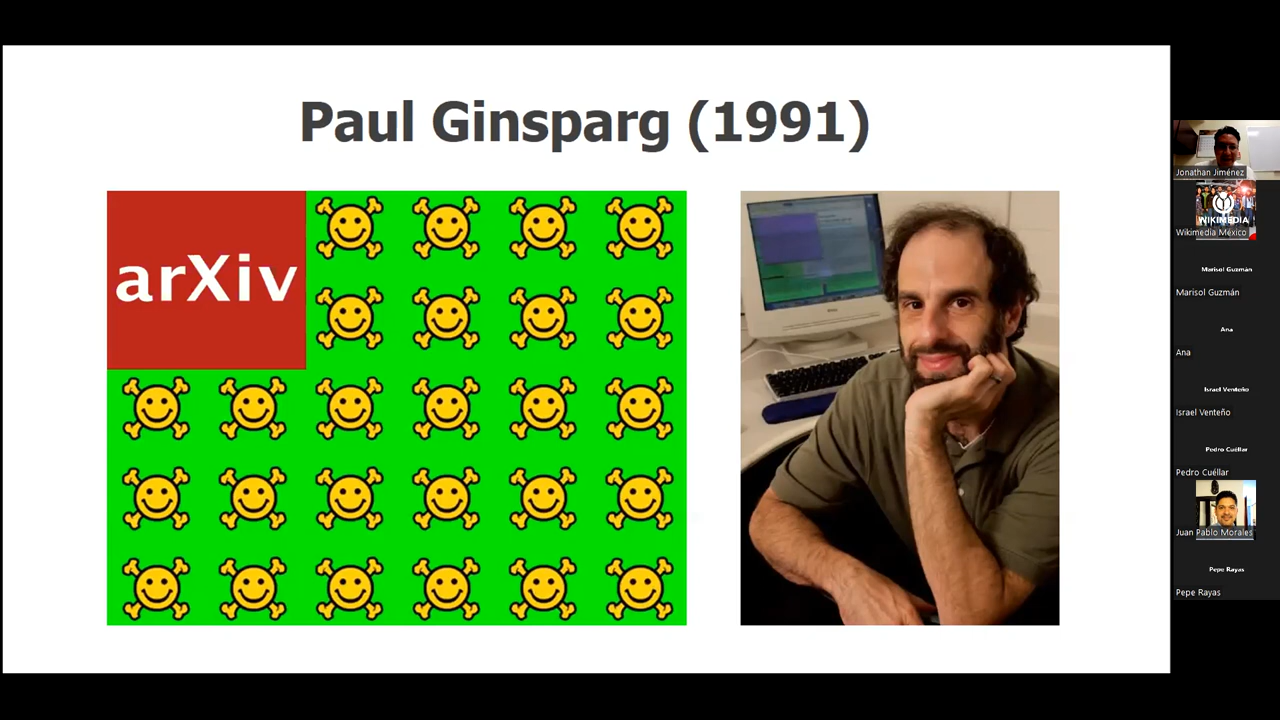 Paul Ginsparg (1991)
arXiv
Jonathan Jiménez
WIKIMEDIA
Wikimedia México
Marisol Guzmán
Marisol Guzmán
Ana
Ana
Israel Venteño
Israel Venteño
Pedro Cuéllar
Pedro Cuéllar
Juan Pablo Morales
Pepe Rayas
Pepe Rayas